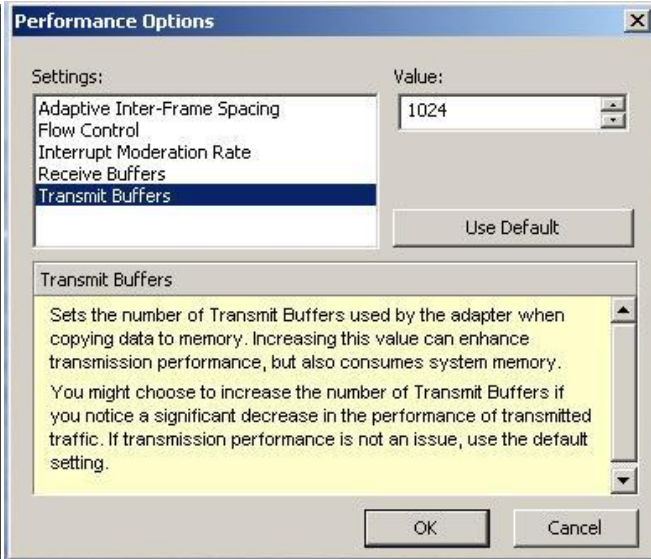 Performance Options
Settings:
Value:
Adaptive Inter-Frame Spacing
Flow Control
Interrupt Moderation Rate
Receive Buffers
Transmit Buffers
1024
Use Default
Transmit Buffers
Sets the number of Transmit Buffers used by the adapter when
copying data to memory. Increasing this value can enhance
transmission performance, but also consumes system memory.
You might choose to increase the number of Transmit Buffers if
you notice a significant decrease in the performance of transmitted
traffic. If transmission performance is not an issue, use the default
setting.
OK
Cancel